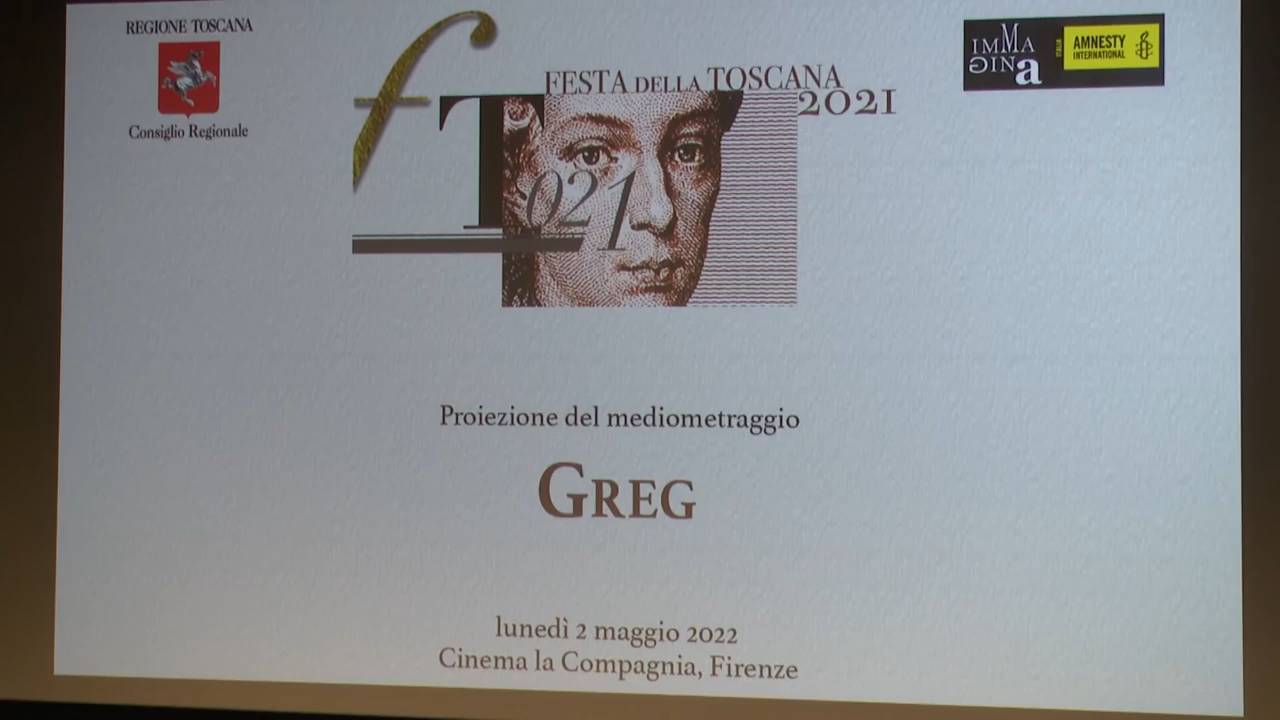 REGIONE TOSCANA
Consiglio Regionale
f
T
021
FESTA DELLA TOSCANA
2021
IMMA
GINa
ITALIA
AMNESTY
INTERNATIONAL
Proiezione del mediometraggio
GREG
lunedì 2 maggio 2022
Cinema la Compagnia, Firenze